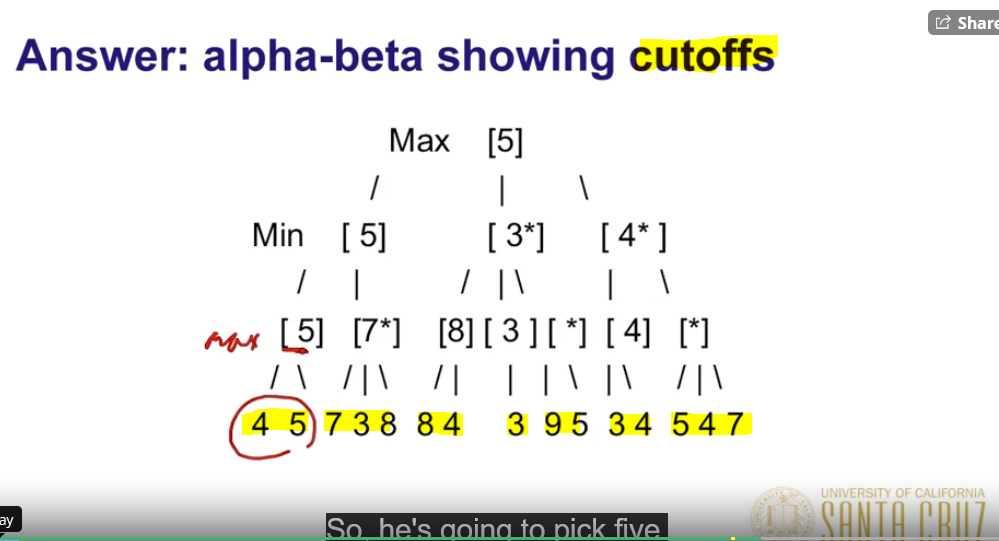 Share
Answer: alpha-beta showing cutoffs
Max [5]
/ | \
Min [ 5] [ 3*] [ 4* ]
/ | / | \ | \
max [ 5] [7*] [8] [ 3 ] [ *] [ 4] [*]
/ \ / | \ / | | | \ | \ / | \
4 5 7 3 8 8 4 3 9 5 3 4 5 4 7
UNIVERSITY OF CALIFORNIA
SANTA CRUZ
ay
So, he's going to pick five